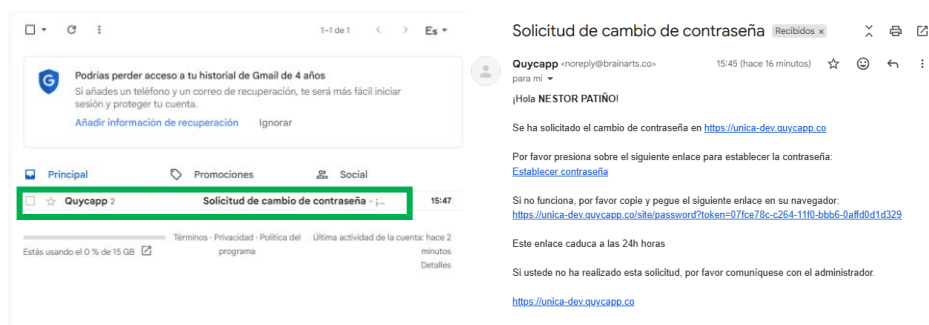 1–1 de 1
Es
Podrías perder acceso a tu historial de Gmail de 4
años
Si añades un teléfono y un correo de recuperación, te será más fácil iniciar
sesión y proteger tu cuenta.
Añadir información de recuperación Ignorar
Principal Promociones Social
Quycapp 2 Solicitud de cambio de contraseña - ¡... 15:47
Estás usando el 0 % de 15 GB
Términos · Privacidad · Política del
programa
Última actividad de la cuenta: hace 2
minutos
Detalles
Solicitud de cambio de contraseña Recibidos x
Quycapp <noreply@brainarts.co> 15:45 (hace 16 minutos)
para mí
¡Hola NESTOR PATIÑO!
Se ha solicitado el cambio de contraseña en https://unica-dev.quycapp.co
Por favor presiona sobre el siguiente enlace para establecer la contraseña:
Establecer contraseña
Si no funciona, por favor copie y pegue el siguiente enlace en su navegador:
https://unica-dev.quycapp.co/site/password?token=07fce78c-c264-11f0-bbb6-0affd0d1d329
Este enlace caduca a las 24h horas
Si ustede no ha realizado esta solicitud, por favor comuníquese con el administrador.
https://unica-dev.quycapp.co